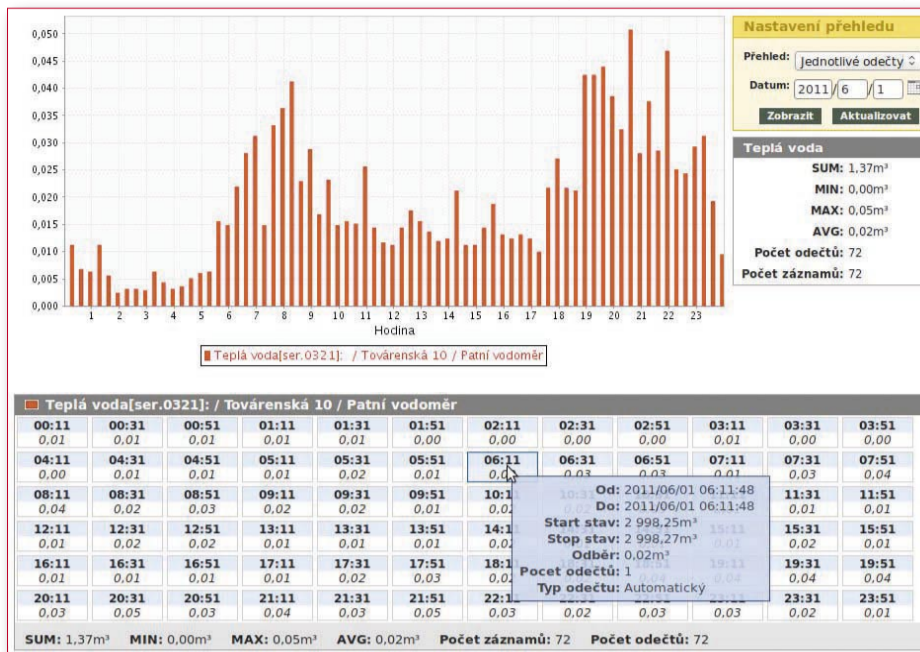 0,050
0,045
0,040
0,035
0,030
0,025
0,020
0,015
0,010
0,005
0,000
1 2 3 4 5 6 7 8 9 10 11 12 13 14 15 16 17 18 19 20 21 22 23
Hodina
Teplá voda[ser.0321]: / Továrenská 10 / Patní vodoměr
Nastavení přehledu
Přehled: Jednotlivé odečty
Datum: 2011 / 6 / 1
Zobrazit Aktualizovat
Teplá voda
SUM: 1,37m³
MIN: 0,00m³
MAX: 0,05m³
AVG: 0,02m³
Počet odečtů: 72
Počet záznamů: 72
Teplá voda[ser.0321]: / Továrenská 10 / Patní vodoměr
00:11 00:31 00:51 01:11 01:31 01:51 02:11 02:31 02:51 03:11 03:31 03:51
0,01 0,01 0,01 0,01 0,01 0,00 0,00 0,00 0,00 0,01 0,00 0,00
04:11 04:31 04:51 05:11 05:31 05:51 06:11 06:31 06:51 07:11 07:31 07:51
0,00 0,01 0,01 0,01 0,02 0,01 0,03 0,03 0,01 0,03 0,04
08:11 08:31 08:51 09:11 09:31 09:51 11:31 11:51
0,04 0,02 0,03 0,02 0,02 0,01 0,01 0,01
12:11 12:31 12:51 13:11 13:31 13:51 15:31 15:51
0,01 0,02 0,02 0,01 0,01 0,01 0,02 0,01
16:11 16:31 16:51 17:11 17:31 17:51 19:31 19:51
0,01 0,01 0,01 0,01 0,02 0,03 0,04 0,04
20:11 20:31 20:51 21:11 21:31 21:51 23:31 23:51
0,03 0,05 0,03 0,04 0,03 0,05 0,03 0,02 0,03 0,03 0,02 0,01
Od: 2011/06/01 06:11:48
Do: 2011/06/01 06:11:48
Start stav: 2 998,25m³
Stop stav: 2 998,27m³
Odběr: 0,02m³
Pocet odečtů: 1
Typ odečtu: Automatický
SUM: 1,37m³ MIN: 0,00m³ MAX: 0,05m³ AVG: 0,02m³ Počet záznamů: 72 Počet odečtů: 72